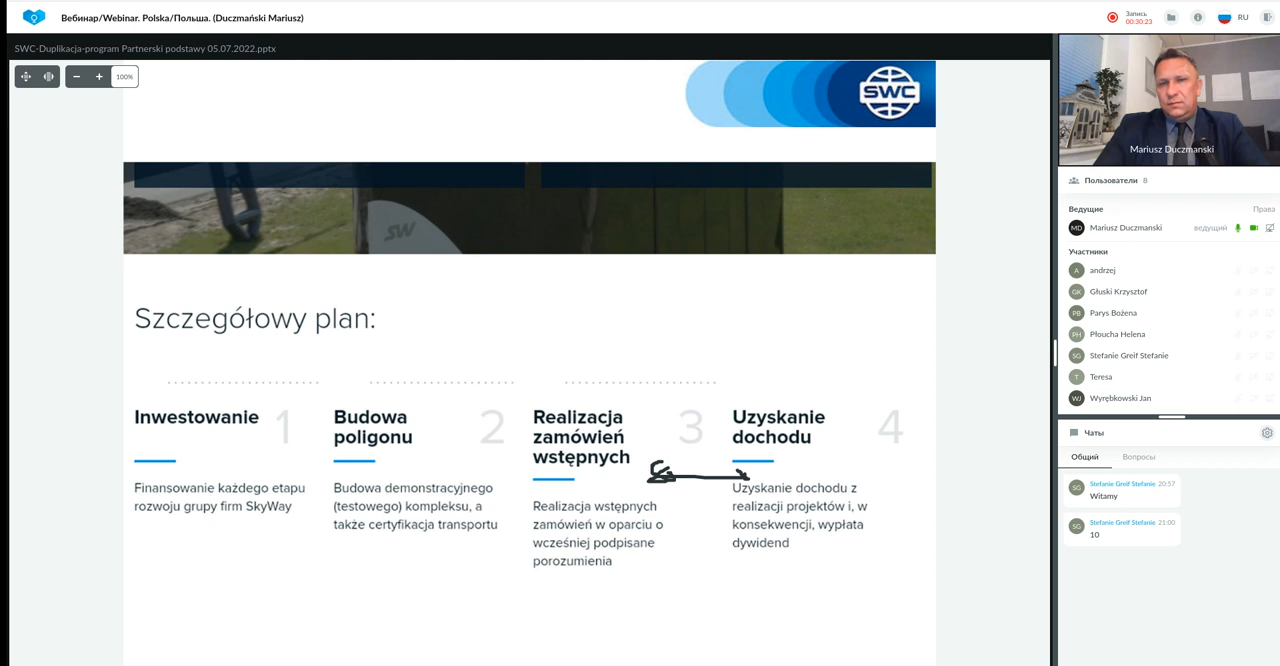 Вебинар/Webinar. Polska/Польша. (Duczmański Mariusz)
Запись
00:30:23
RU
SWC-Duplikacja-program Partnerski podstawy 05.07.2022.pptx
100%
SWC
SW
Szczegółowy plan:
Inwestowanie 1
Finansowanie każdego etapu
rozwoju grupy firm SkyWay
Budowa
poligonu 2
Budowa demonstracyjnego
(testowego) kompleksu, a
także certyfikacja transportu
Realizacja
zamówień
wstępnych 3
Realizacja wstępnych
zamówień w oparciu o
wcześniej podpisane
porozumienia
Uzyskanie
dochodu 4
Uzyskanie dochodu z
realizacji projektów i, w
konsekwencji, wypłata
dywidend
Mariusz Duczmanski
Пользователи 8
Ведущие Права
MD Mariusz Duczmanski ведущий
Участники
A andrzej
GK Głuski Krzysztof
PB Parys Bożena
PH Płoucha Helena
SG Stefanie Greif Stefanie
T Teresa
WJ Wyrębkowski Jan
Чаты
Общий Вопросы
SG Stefanie Greif Stefanie 20:57
Witamy
SG Stefanie Greif Stefanie 21:00
10